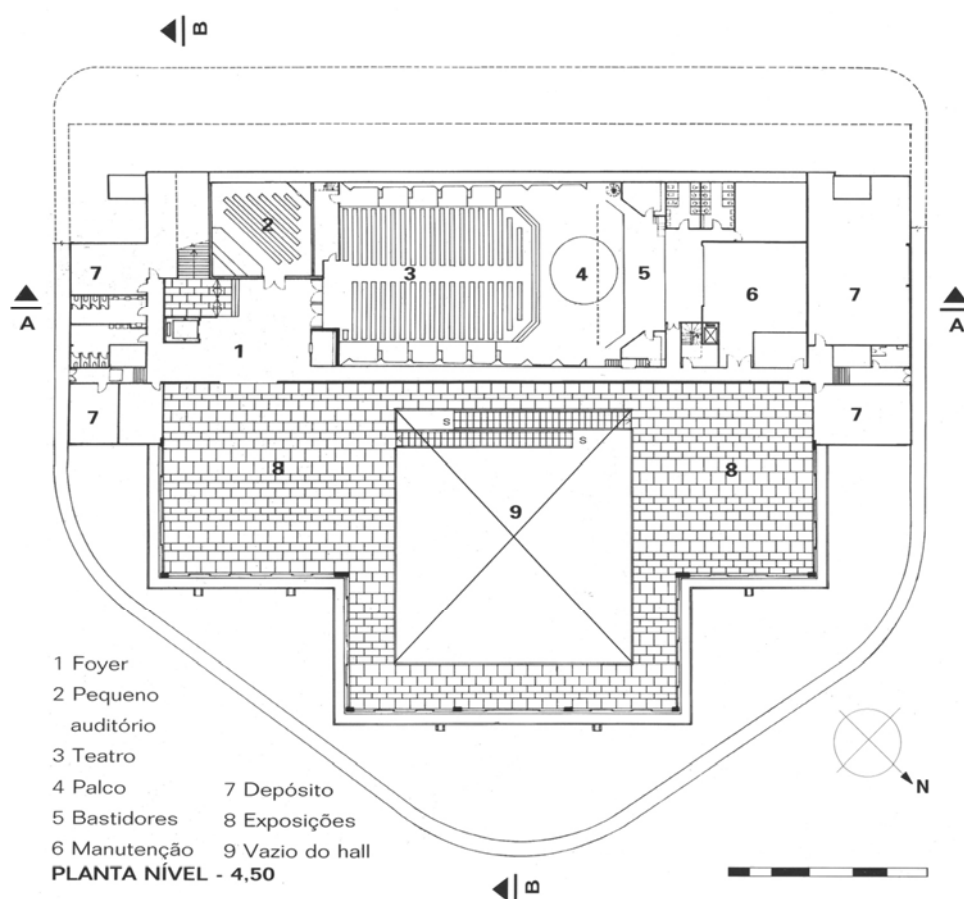 B
2
7
3
4
5
6
7
A
A
1
7
7
S
S
8
8
9
1 Foyer
2 Pequeno
auditório
3 Teatro
4 Palco
5 Bastidores
6 Manutenção
7 Depósito
8 Exposições
9 Vazio do hall
PLANTA NÍVEL - 4,50
N
B